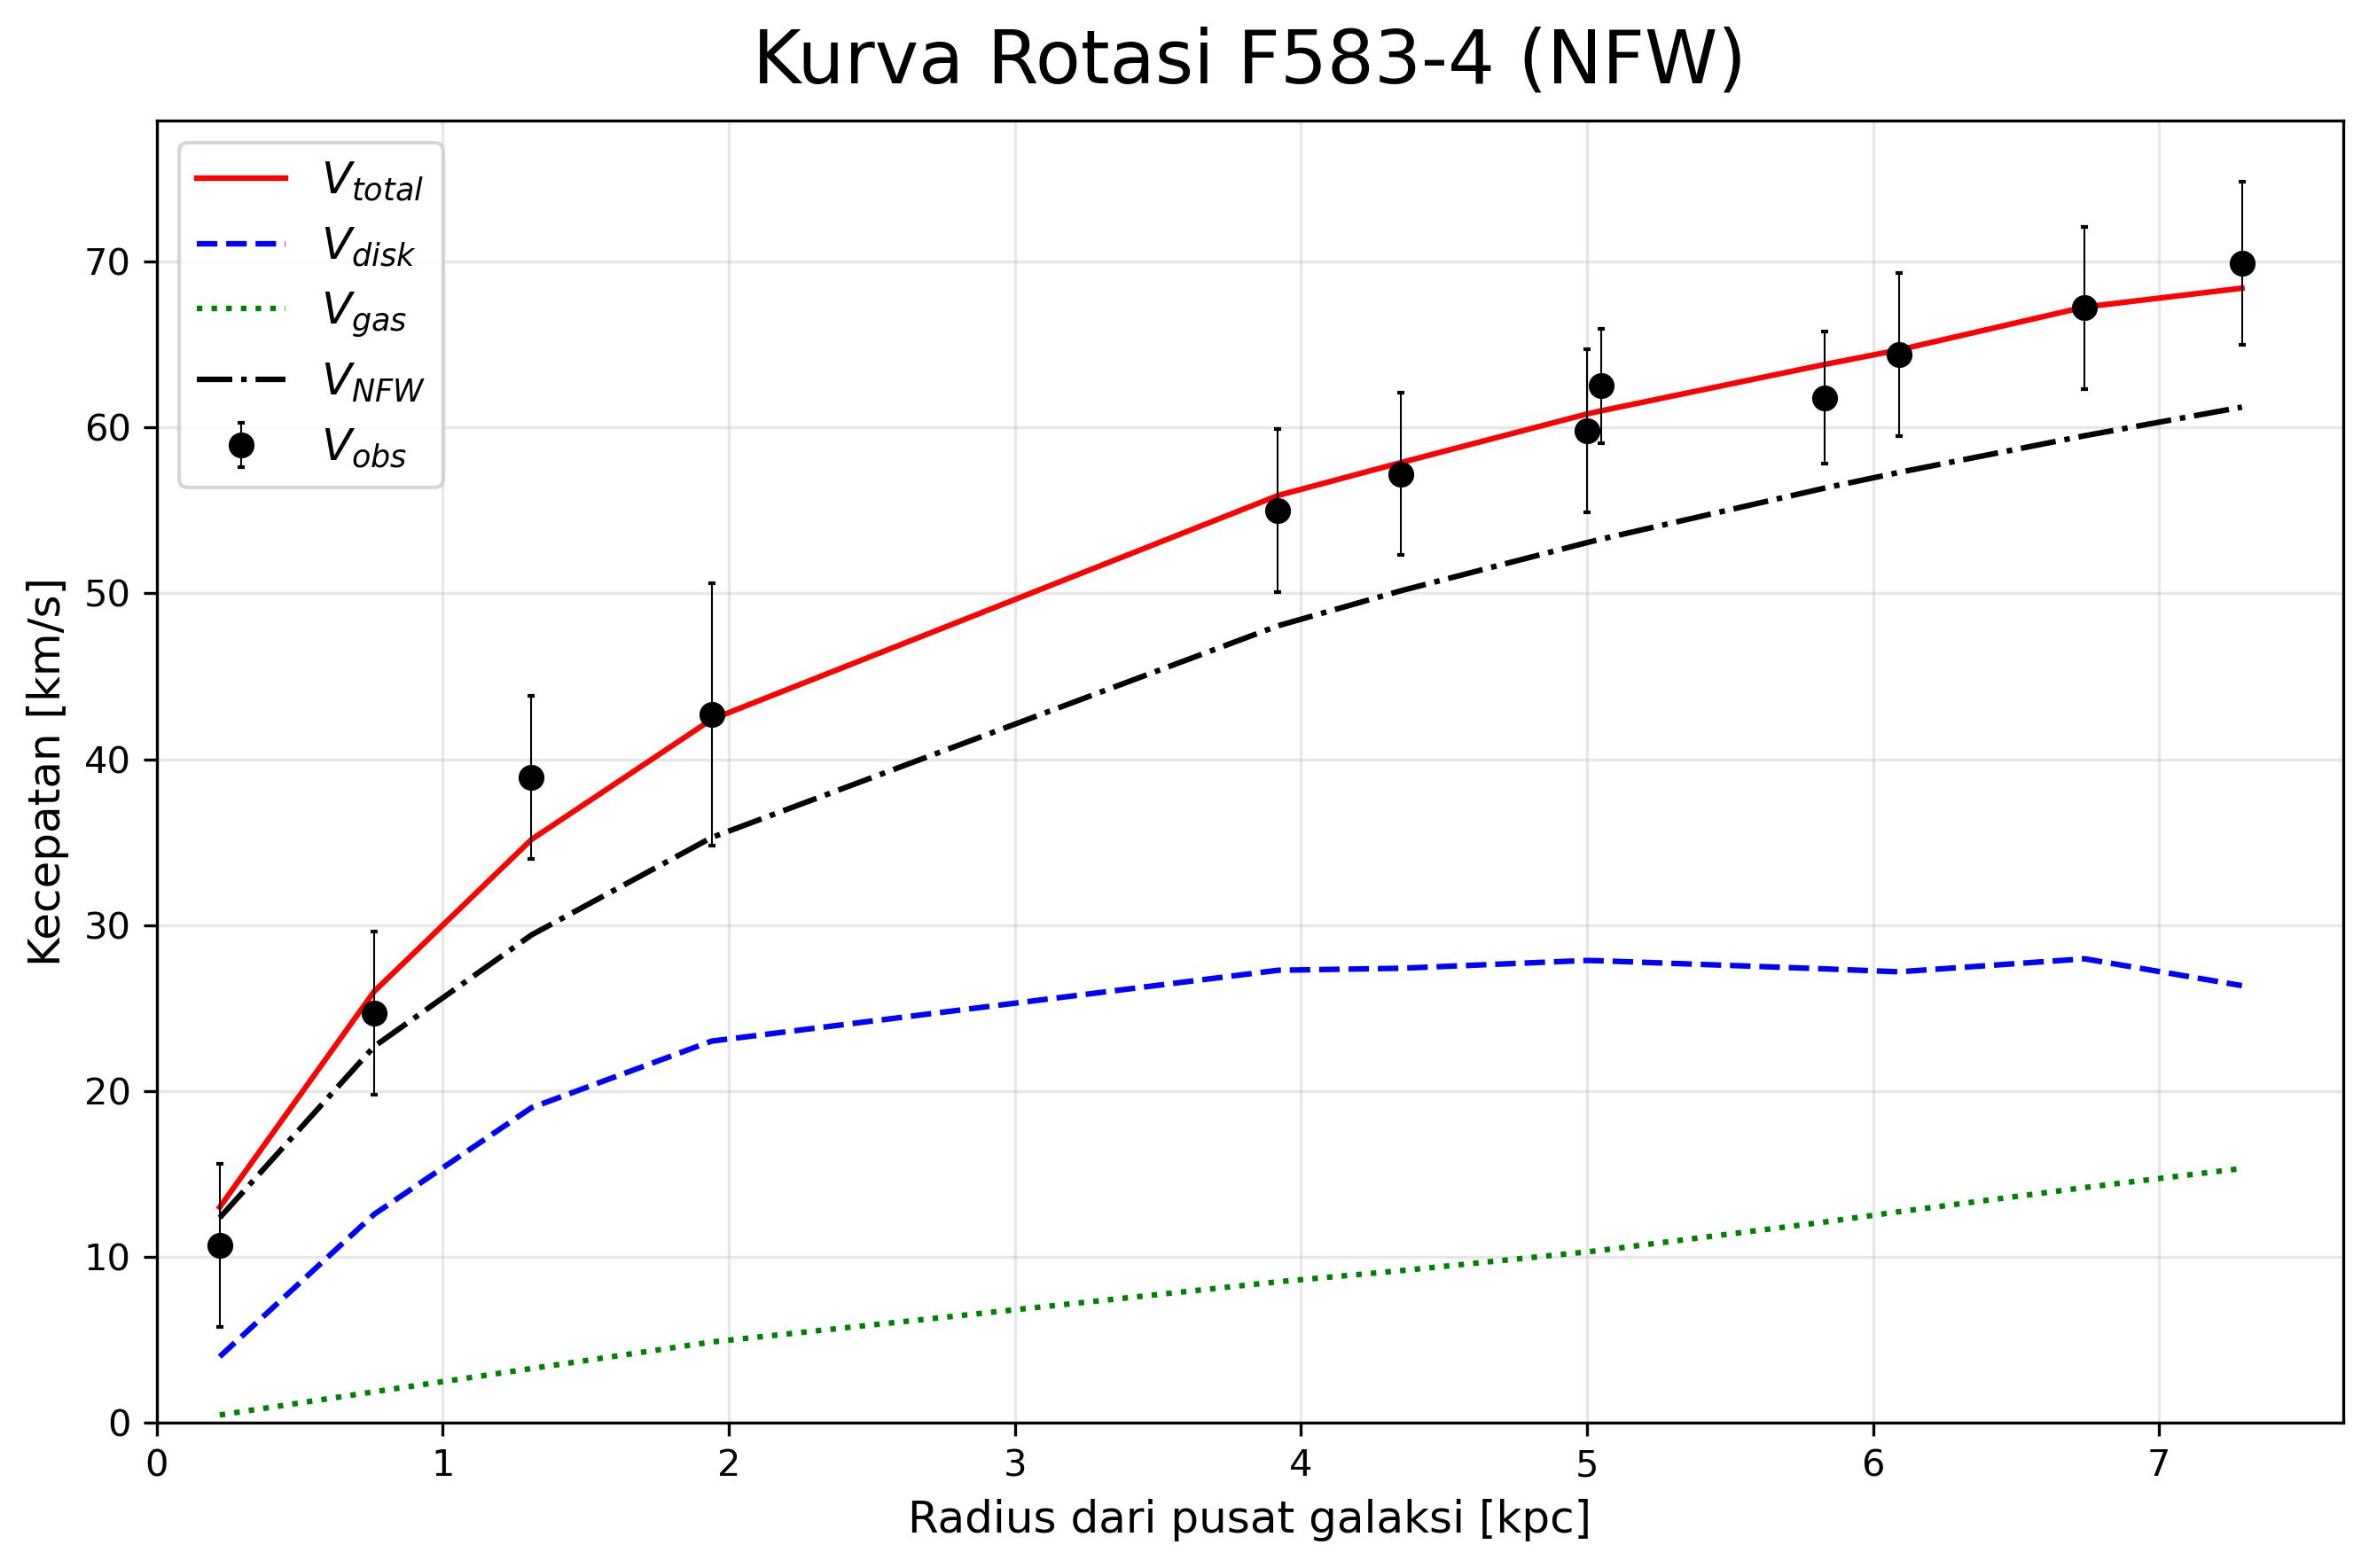 Kurva Rotasi F583-4 (NFW)
V_total
V_disk
V_gas
V_NFW
V_obs
Kecepatan [km/s]
70
60
50
40
30
20
10
0
0 1 2 3 4 5 6 7
Radius dari pusat galaksi [kpc]